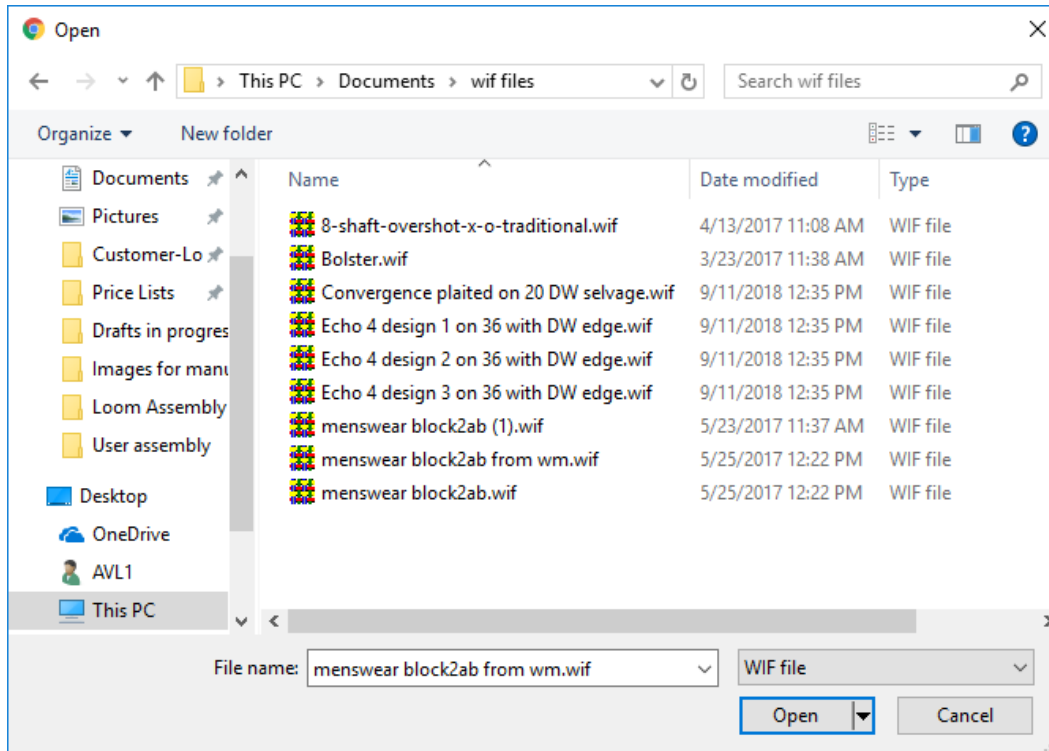 Open
This PC > Documents > wif files
Search wif files
Organize
New folder
Name Date modified Type
Documents
Pictures
Customer-Lo
Price Lists
Drafts in progres
Images for manu
Loom Assembly
User assembly
Desktop
OneDrive
AVL1
This PC
8-shaft-overshot-x-o-traditional.wif 4/13/2017 11:08 AM WIF file
Bolster.wif 3/23/2017 11:38 AM WIF file
Convergence plaited on 20 DW selvage.wif 9/11/2018 12:35 PM WIF file
Echo 4 design 1 on 36 with DW edge.wif 9/11/2018 12:35 PM WIF file
Echo 4 design 2 on 36 with DW edge.wif 9/11/2018 12:35 PM WIF file
Echo 4 design 3 on 36 with DW edge.wif 9/11/2018 12:35 PM WIF file
menswear block2ab (1).wif 5/23/2017 11:37 AM WIF file
menswear block2ab from wm.wif 5/25/2017 12:22 PM WIF file
menswear block2ab.wif 5/25/2017 12:22 PM WIF file
File name: menswear block2ab from wm.wif WIF file
Open Cancel